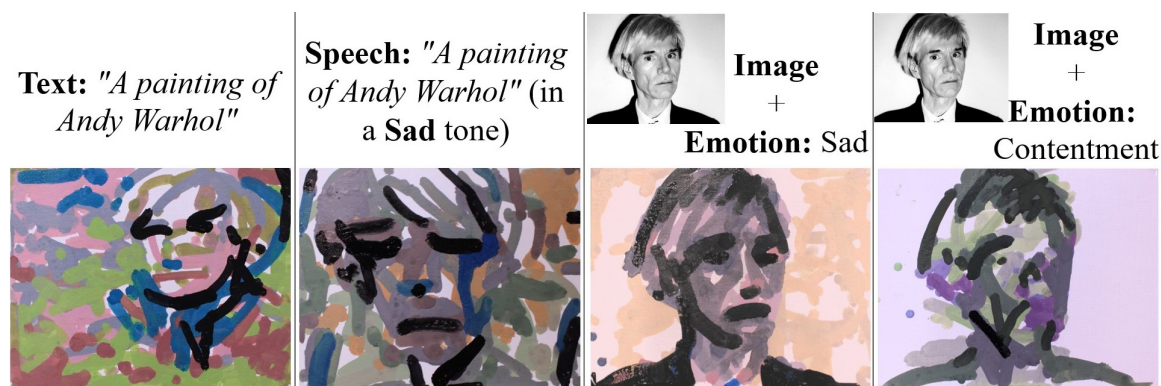 Text: "A painting of
Andy Warhol"
Speech: "A painting
of Andy Warhol" (in
a Sad tone)
Image
+
Emotion: Sad
Image
+
Emotion:
Contentment